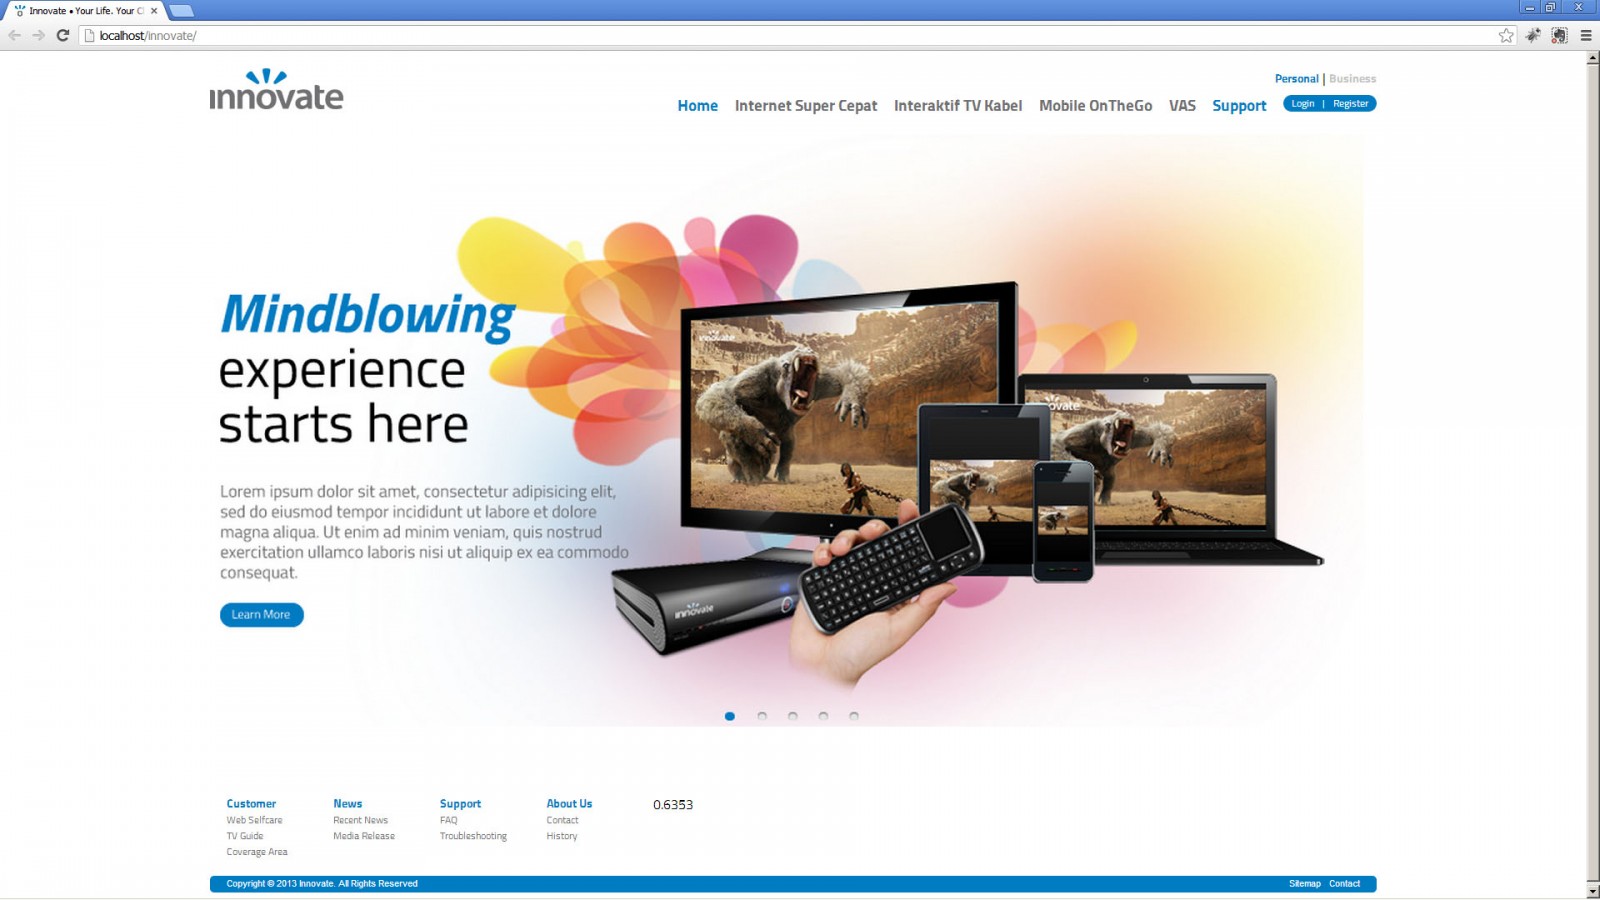 Innovate • Your Life. Your C
localhost/innovate/
innovate
Personal | Business
Home Internet Super Cepat Interaktif TV Kabel Mobile OnTheGo VAS Support Login | Register
Mindblowing
experience
starts here
innovate
Lorem ipsum dolor sit amet, consectetur adipisicing elit,
sed do eiusmod tempor incididunt ut labore et dolore
magna aliqua. Ut enim ad minim veniam, quis nostrud
exercitation ullamco laboris nisi ut aliquip ex ea commodo
consequat.
Learn More
innovate
Customer
Web Selfcare
TV Guide
Coverage Area
News
Recent News
Media Release
Support
FAQ
Troubleshooting
About Us
Contact
History
0.6353
Copyright © 2013 Innovate. All Rights Reserved
Sitemap Contact